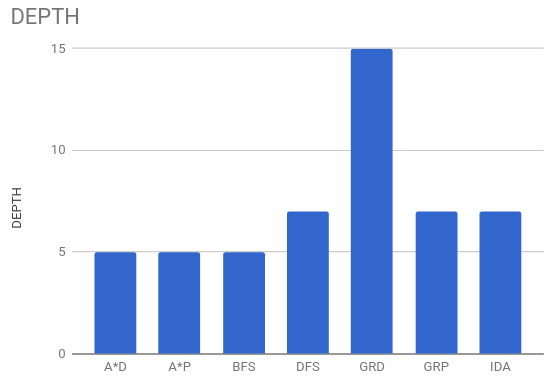 DEPTH
15
10
5
0
DEPTH
A*D A*P BFS DFS GRD GRP IDA